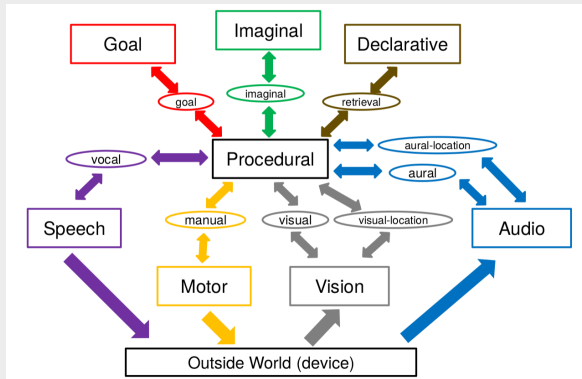 Goal
Imaginal
Declarative
goal
imaginal
retrieval
vocal
Procedural
aural-location
aural
Speech
manual
visual
visual-location
Audio
Motor
Vision
Outside World (device)